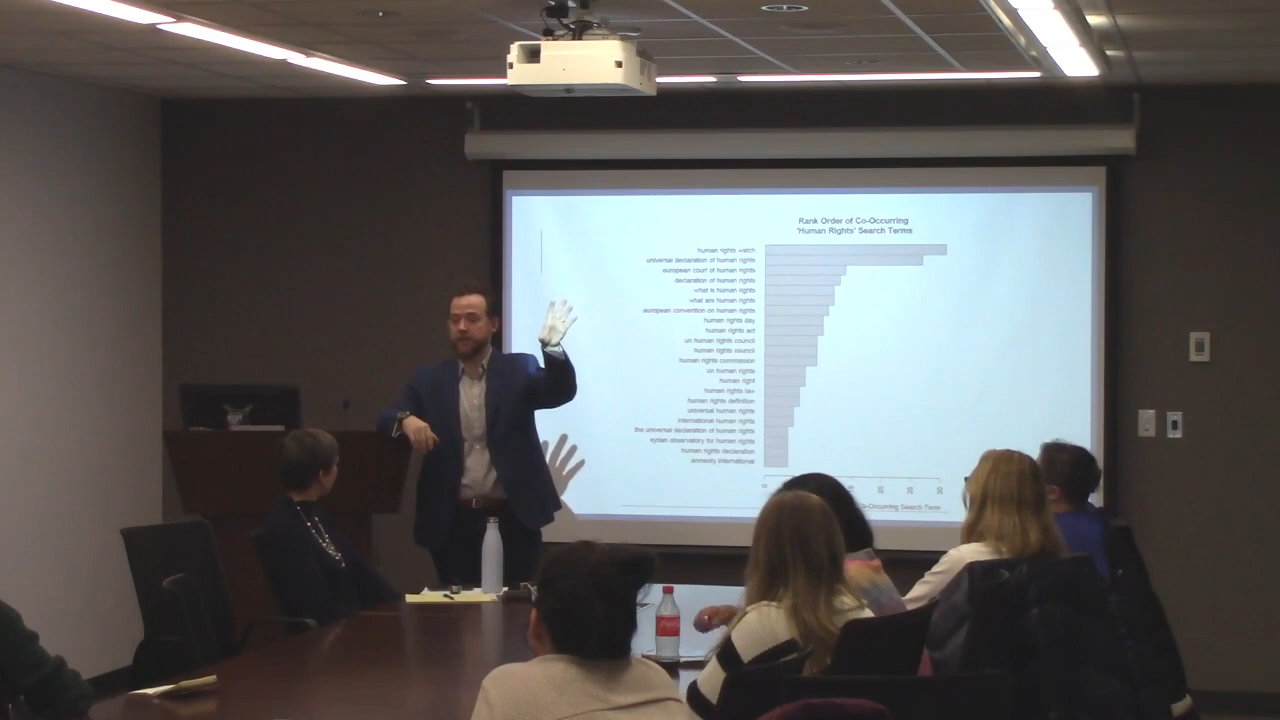 Rank Order of Co-Occurring
'Human Rights' Search Terms
human rights watch
universal declaration of human rights
european court of human rights
declaration of human rights
what is human rights
what are human rights
european convention on human rights
human rights day
human rights act
un human rights council
human rights council
human rights commission
on human rights
human right
human rights law
human rights definition
universal human rights
international human rights
the universal declaration of human rights
syrian observatory for human rights
human rights declaration
amnesty international
0
Co-Occurring Search Term
Coca-Cola